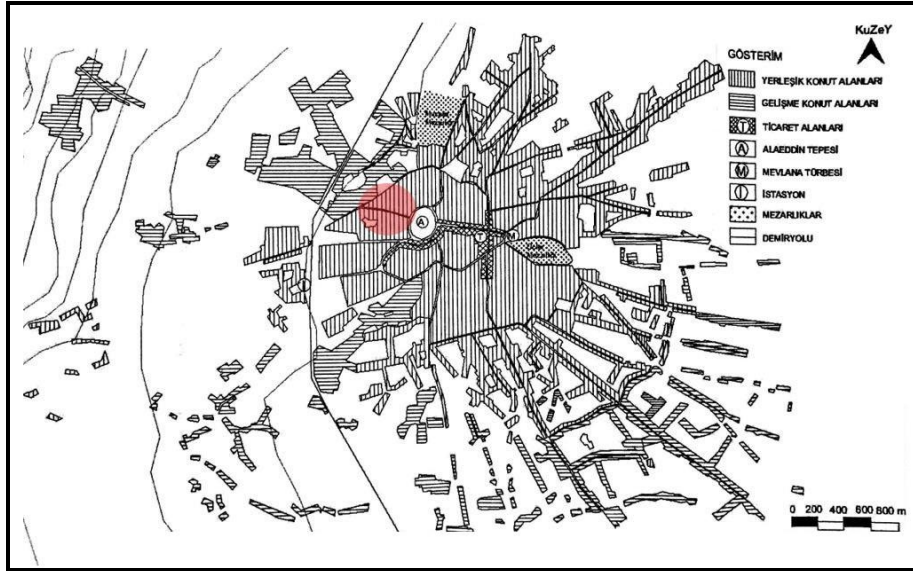 KuZeY
GÖSTERİM
YERLEŞİK KONUT ALANLARI
GELİŞME KONUT ALANLARI
T TİCARET ALANLARI
A ALAEDDİN TEPESİ
M MEVLANA TÜRBESİ
İ İSTASYON
MEZARLIKLAR
DEMİRYOLU
A
T
0 200 400 600 800 m